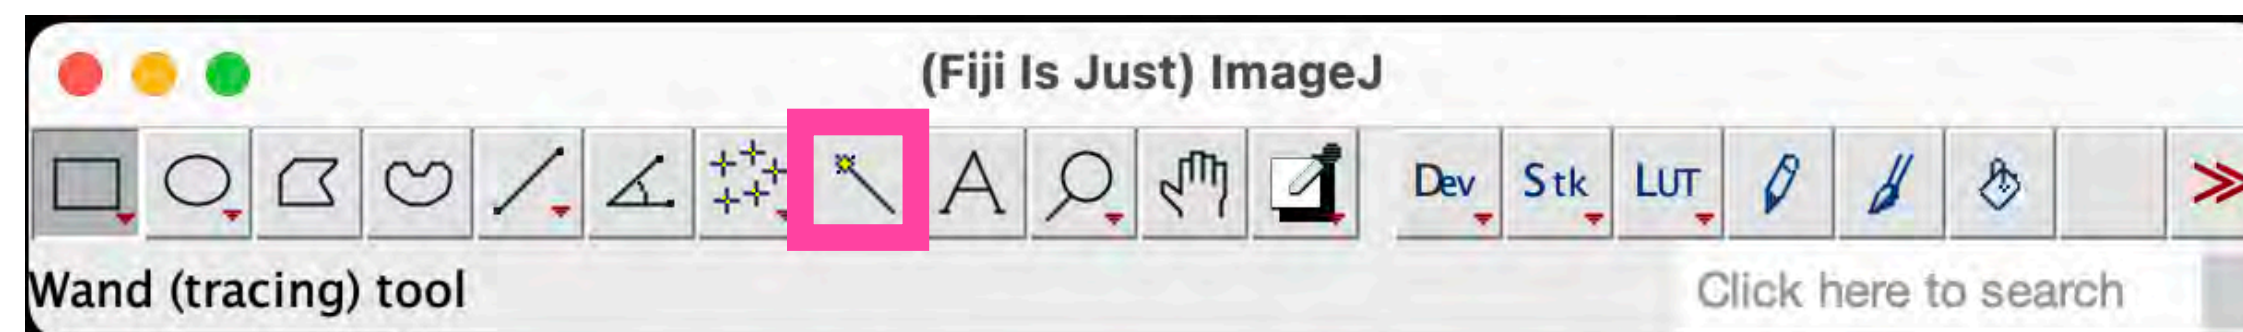 (Fiji Is Just) ImageJ
A Dev Stk LUT
Wand (tracing) tool
Click here to search